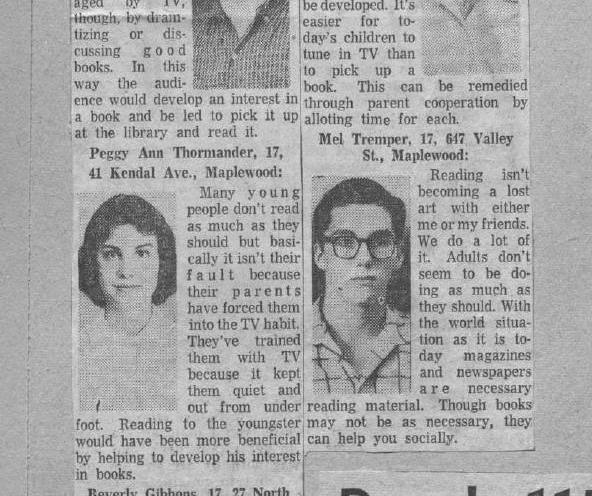 aged by TV,
though, by dram-
tizing or dis-
cussing good
books. In this
way the audi-
ence would develop an interest in
a book and be led to pick it up
at the library and read it.
Peggy Ann Thormander, 17,
41 Kendal Ave., Maplewood:
Many young
people don't read
as much as they
should but basi-
cally it isn't their
fault because
their parents
have forced them
into the TV habit.
They've trained
them with TV
because it kept
them quiet and
out from under
foot. Reading to the youngster
would have been more beneficial
by helping to develop his interest
in books.
Beverly Gibbons, 17, 27 North
be developed. It's
easier for to-
day's children to
tune in TV than
to pick up a
book. This can be remedied
through parent cooperation by
alloting time for each.
Mel Tremper, 17, 647 Valley
St., Maplewood:
Reading isn't
becoming a lost
art with either
me or my friends.
We do a lot of
it. Adults don't
seem to be do-
ing as much as
they should. With
the world situa-
tion as it is to-
day magazines
and newspapers
are necessary
reading material. Though books
may not be as necessary, they
can help you socially.